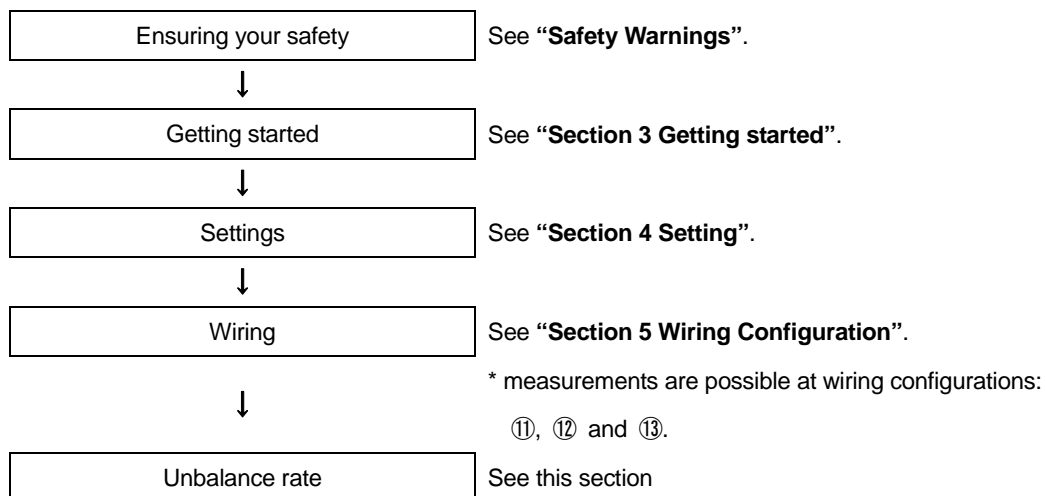 Ensuring your safety See “Safety Warnings”.
↓
Getting started See “Section 3 Getting started”.
↓
Settings See “Section 4 Setting”.
↓
Wiring See “Section 5 Wiring Configuration”.
* measurements are possible at wiring configurations:
↓
⑪, ⑫ and ⑬.
Unbalance rate See this section